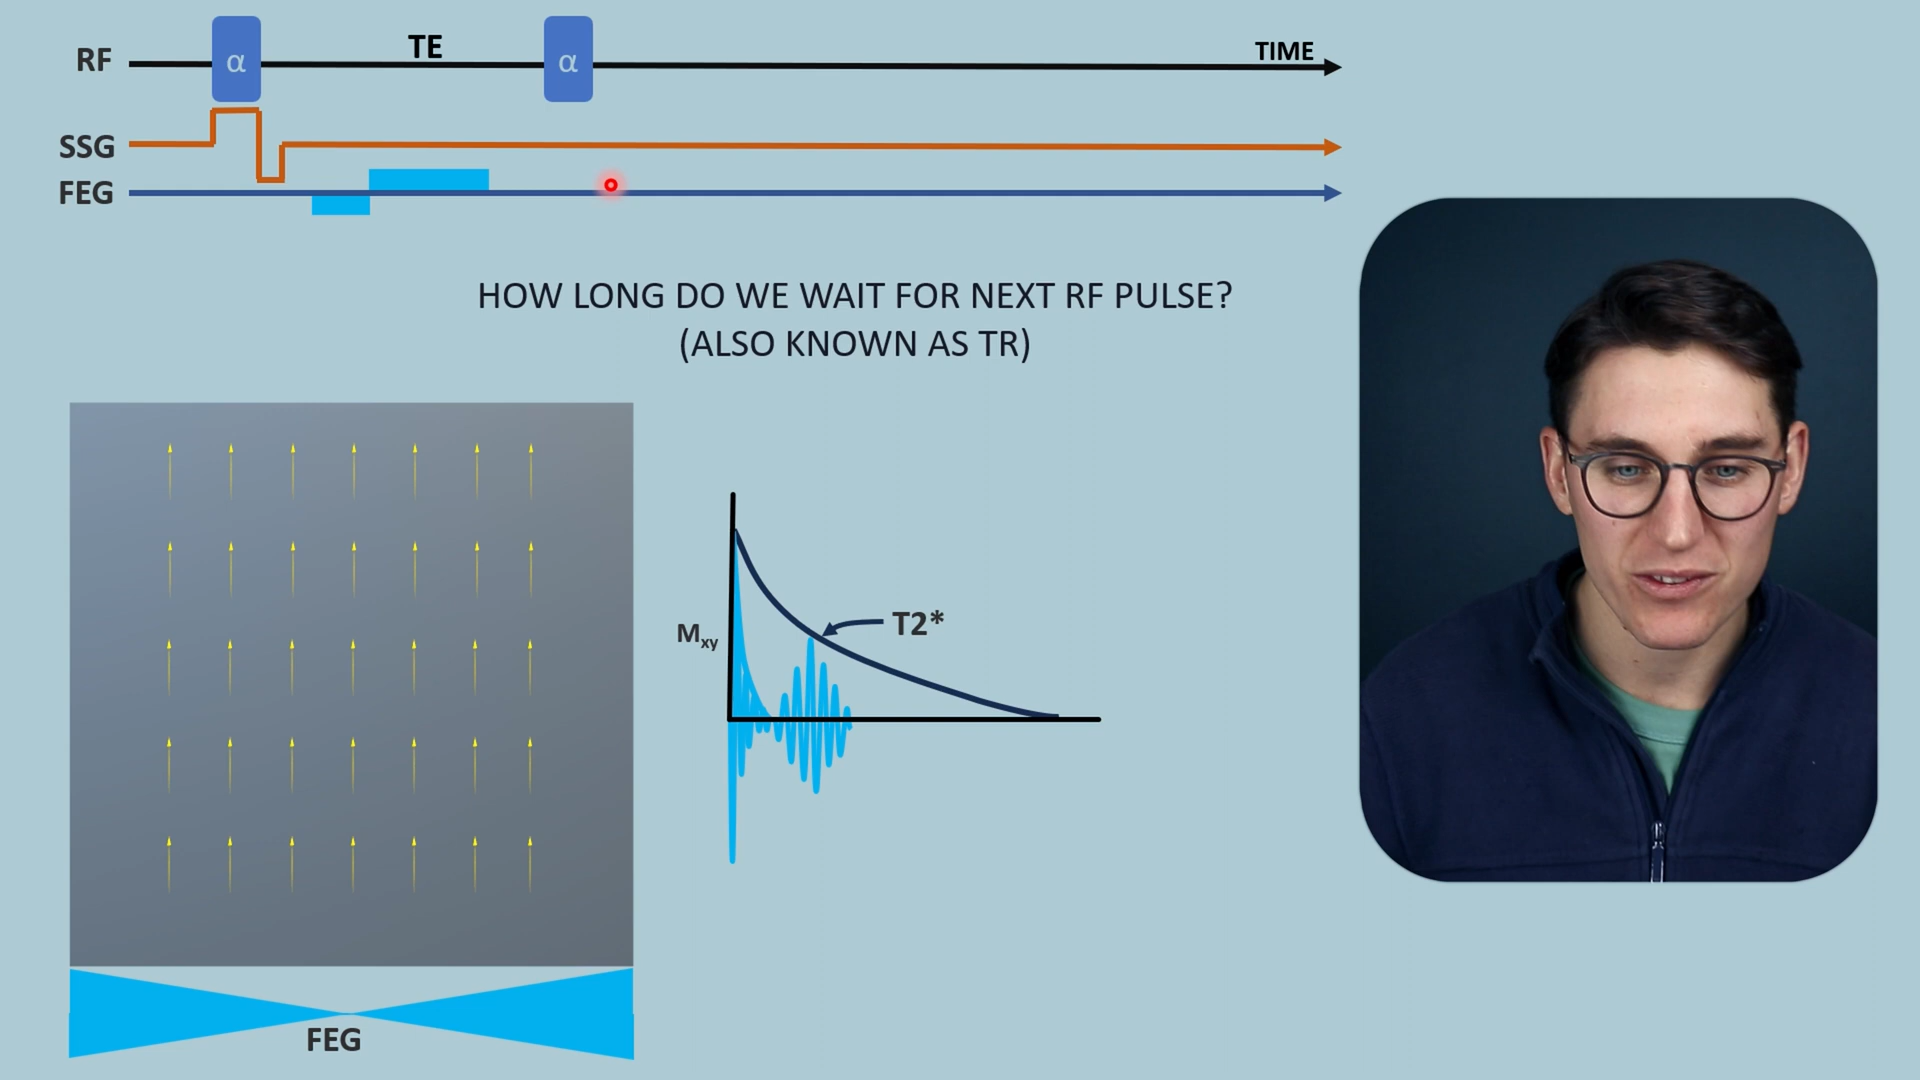 RF
α
TE
α
TIME
SSG
FEG
HOW LONG DO WE WAIT FOR NEXT RF PULSE?
(ALSO KNOWN AS TR)
Mxy
T2*
FEG